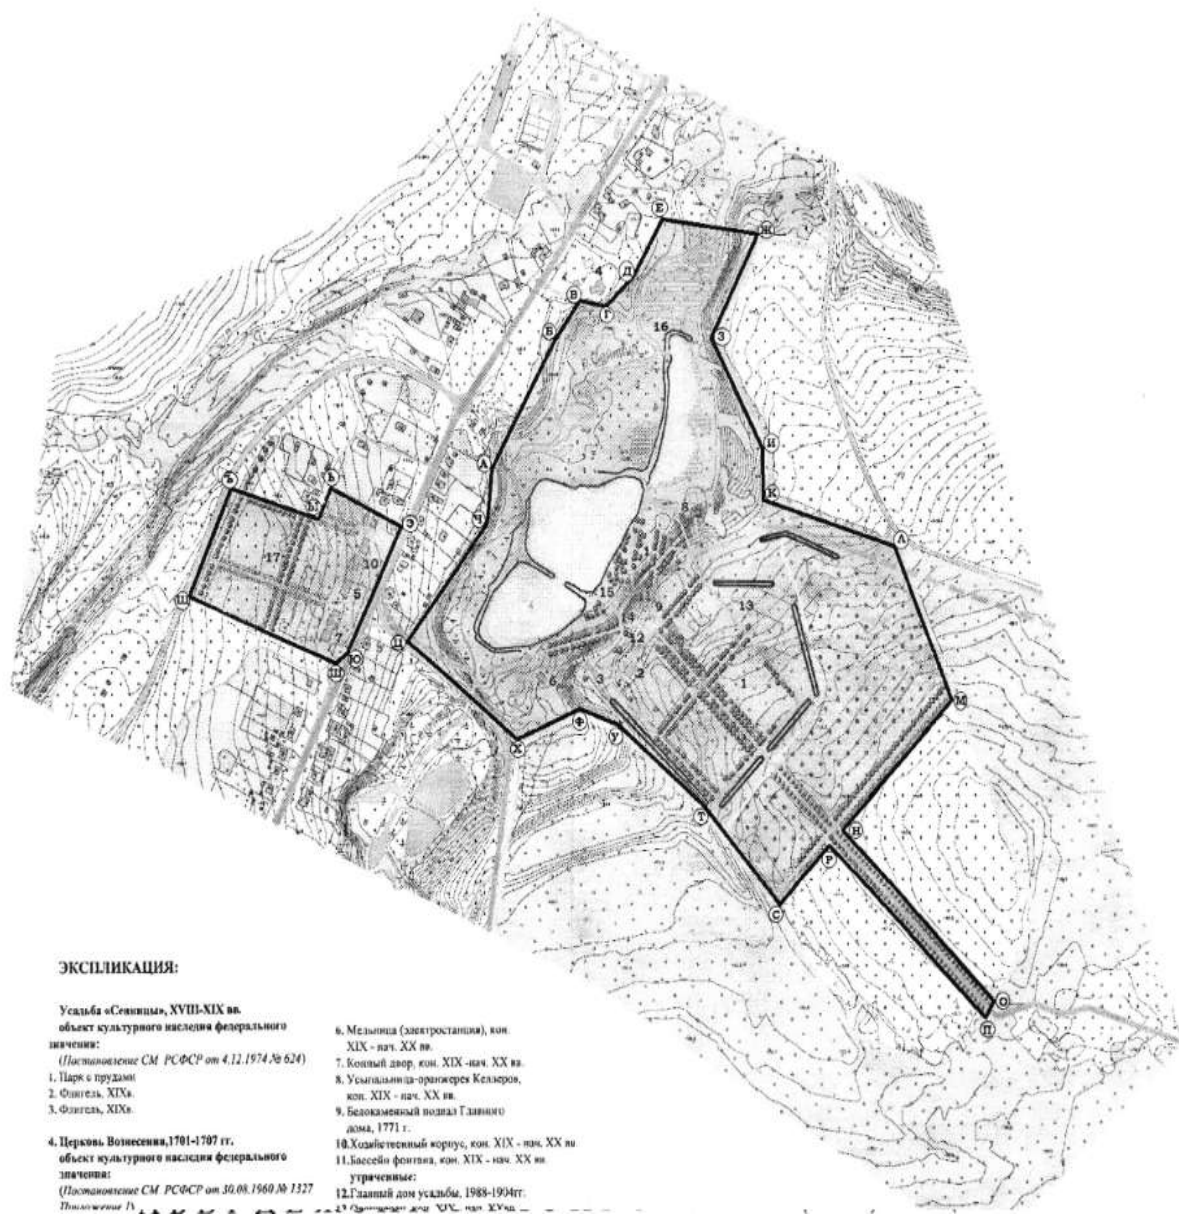 Е
Ж
Д
4
В
Г
Б
16
З
А
И
К
Ъ
Ь
Ы
Э
Ч
Л
8
17
10
5
15
9
13
Ш
Ц
4
12
7
Ю
Щ
6
3
2
1
М
Ф
У
Х
Т
Н
Р
С
О
П
ЭКСПЛИКАЦИЯ:
Усадьба «Сенницы», XVIII-XIX вв.
объект культурного наследия федерального
значения:
(Постановление СМ РСФСР от 4.12.1974 № 624)
1. Парк с прудами
2. Флигель, XIXв.
3. Флигель, XIXв.
4. Церковь Вознесения,1701-1707 гг.
объект культурного наследия федерального
значения:
(Постановление СМ РСФСР от 30.08.1960 № 1327
Приложение 1)
6. Мельница (электростанция), кон.
XIX - нач. XX вв.
7. Конный двор, кон. XIX -нач. XX вв.
8. Усыпальница-оранжерея Келлеров,
кон. XIX - нач. XX вв.
9. Белокаменный подвал Главного
дома, 1771 г.
10.Хозяйственный корпус, кон. XIX - нач. XX вв.
11.Бассейн фонтана, кон. XIX - нач. XX вв.
утраченные:
12.Главный дом усадьбы, 1988-1904гг.